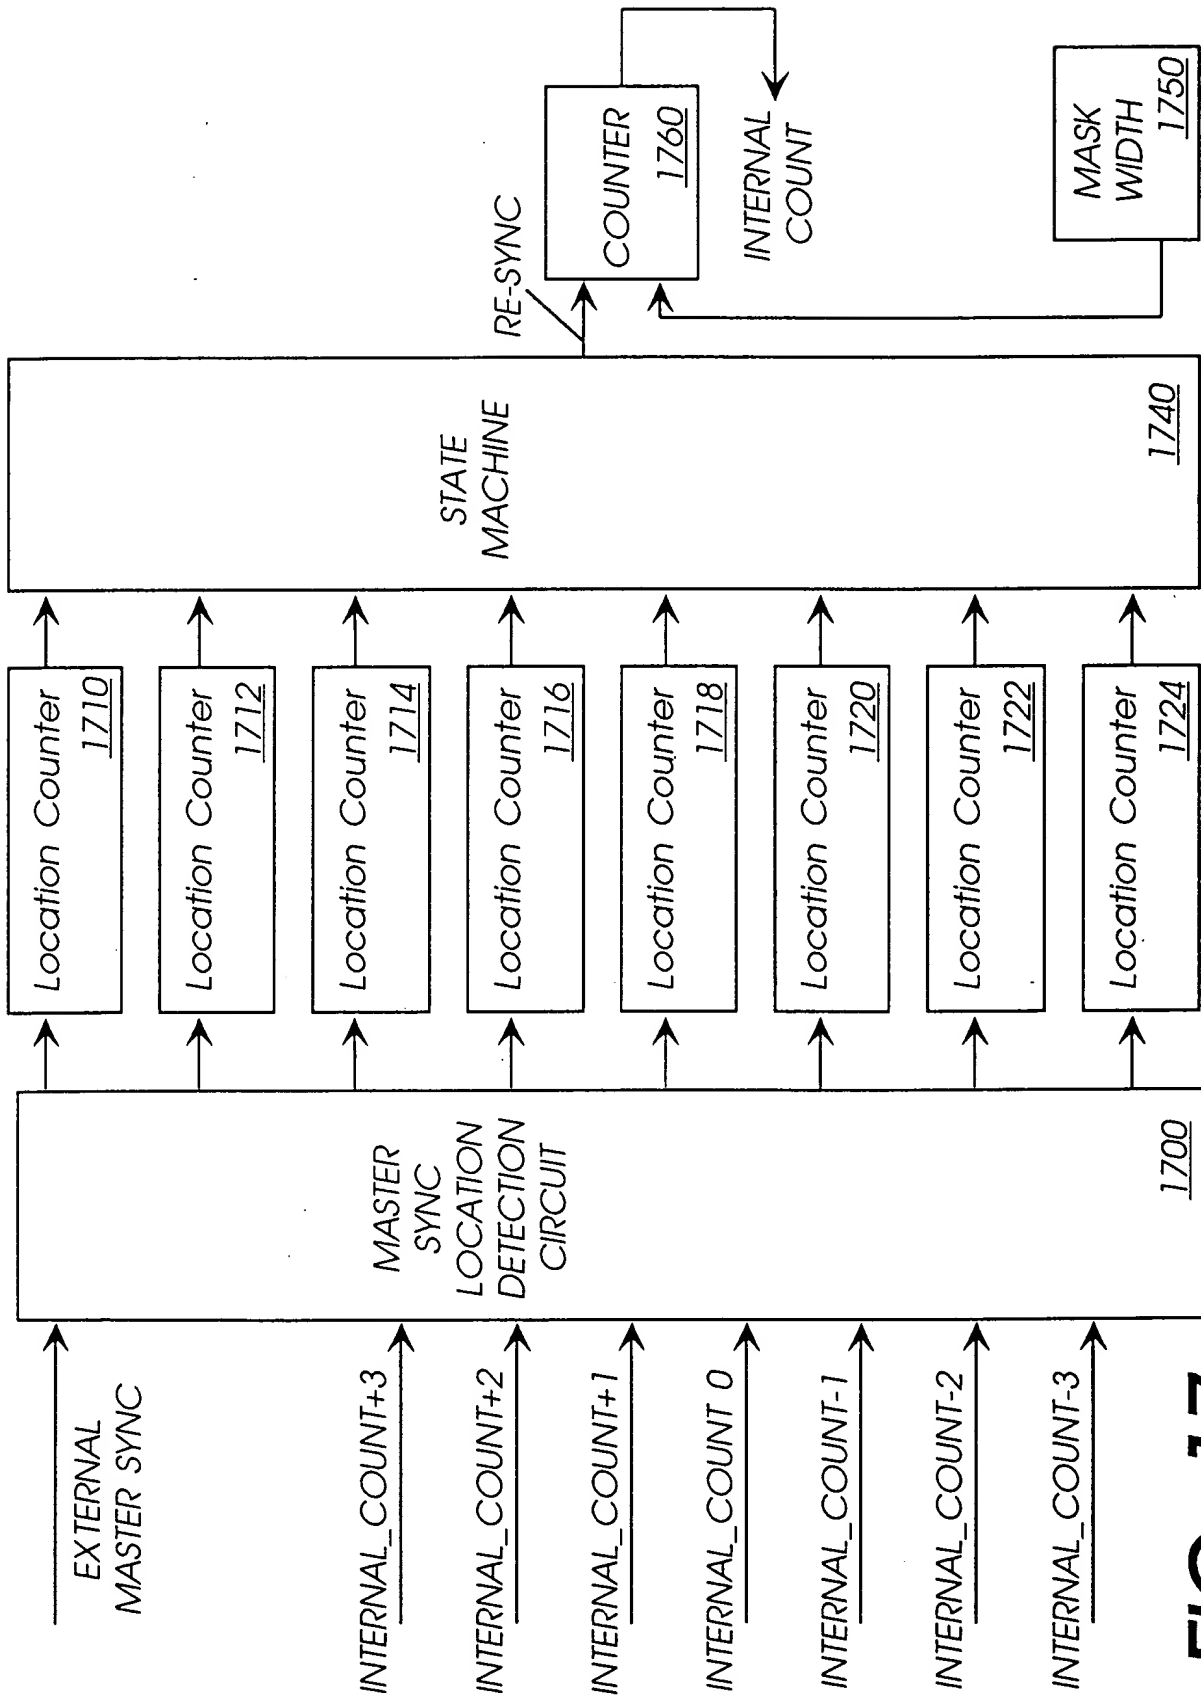 EXTERNAL
MASTER SYNC
INTERNAL_COUNT+3
INTERNAL_COUNT+2
INTERNAL_COUNT+1
INTERNAL_COUNT 0
INTERNAL_COUNT-1
INTERNAL_COUNT-2
INTERNAL_COUNT-3
MASTER
SYNC
LOCATION
DETECTION
CIRCUIT
1700
Location Counter
1710
Location Counter
1712
Location Counter
1714
Location Counter
1716
Location Counter
1718
Location Counter
1720
Location Counter
1722
Location Counter
1724
STATE
MACHINE
1740
RE-SYNC
COUNTER
1760
INTERNAL
COUNT
MASK
WIDTH
1750
FIG. 17